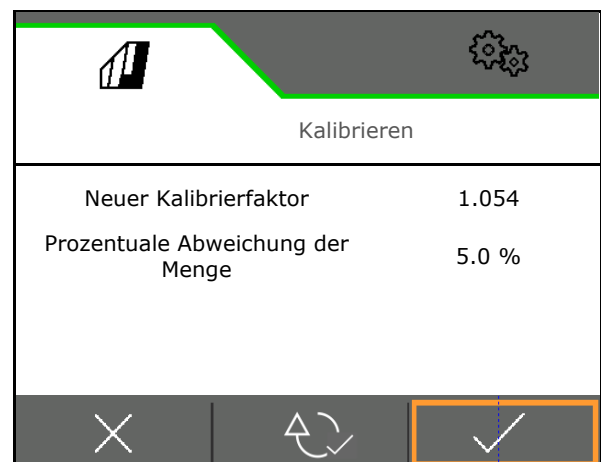 Kalibrieren
Neuer Kalibrierfaktor 1.054
Prozentuale Abweichung der
Menge 5.0 %